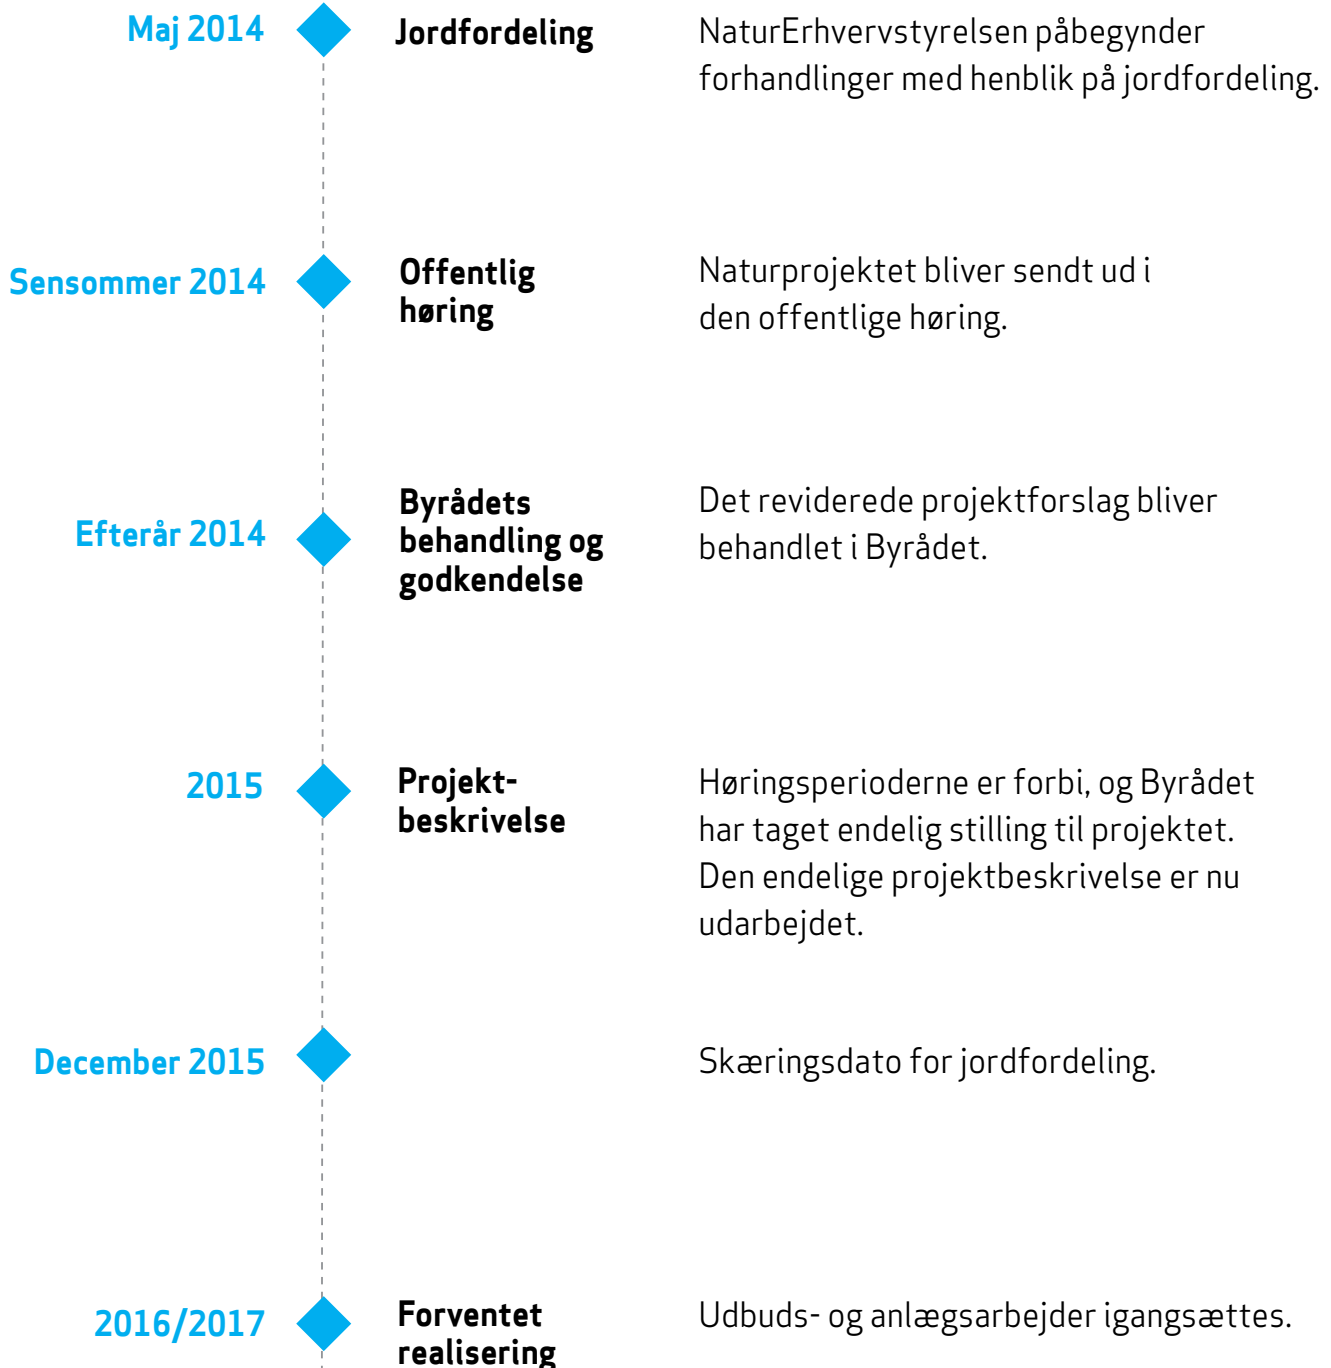 Maj 2014
Jordfordeling
NaturErhvervstyrelsen påbegynder
forhandlinger med henblik på jordfordeling.
Sensommer 2014
Offentlig
høring
Naturprojektet bliver sendt ud i
den offentlige høring.
Efterår 2014
Byrådets
behandling og
godkendelse
Det reviderede projektforslag bliver
behandlet i Byrådet.
2015
Projekt-
beskrivelse
Høringsperioderne er forbi, og Byrådet
har taget endelig stilling til projektet.
Den endelige projektbeskrivelse er nu
udarbejdet.
December 2015
Skæringsdato for jordfordeling.
2016/2017
Forventet
realisering
Udbuds- og anlægsarbejder igangsættes.